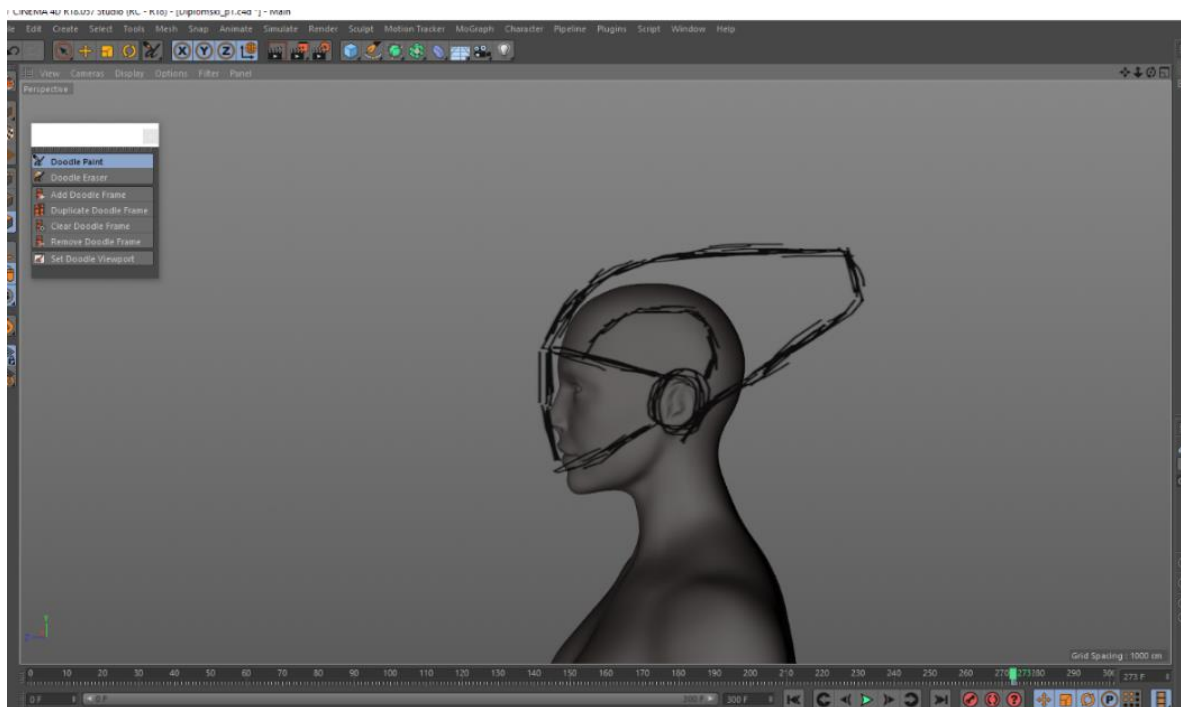 CINEMA 4D R18.057 Studio (RC - R18) - [Diplomski_p1.c4d *] - Main
Edit Create Select Tools Mesh Snap Animate Simulate Render Sculpt Motion Tracker MoGraph Character Pipeline Plugins Script Window Help
View Cameras Display Options Filter Panel
Perspective
Doodle Paint
Doodle Eraser
Add Doodle Frame
Duplicate Doodle Frame
Clear Doodle Frame
Remove Doodle Frame
Set Doodle Viewport
Y
Z
Grid Spacing : 1000 cm
0 10 20 30 40 50 60 70 80 90 100 110 120 130 140 150 160 170 180 190 200 210 220 230 240 250 260 270 273 280 290 30 273 F
0 F 0 F 300 F 300 F